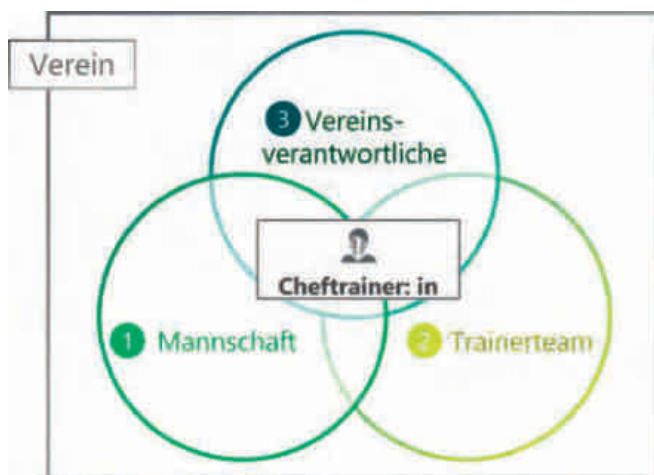 Verein
3 Vereins-
verantwortliche
Cheftrainer: in
1 Mannschaft
2 Trainerteam